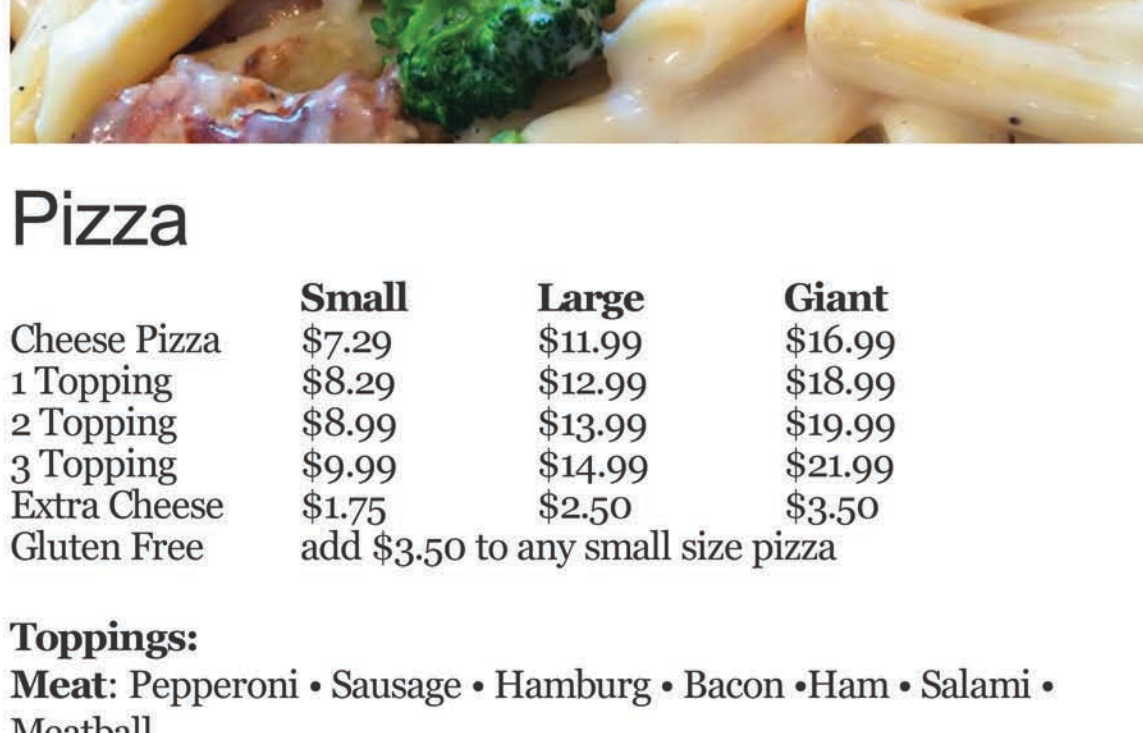 Pizza
Small Large Giant
Cheese Pizza $7.29 $11.99 $16.99
1 Topping $8.29 $12.99 $18.99
2 Topping $8.99 $13.99 $19.99
3 Topping $9.99 $14.99 $21.99
Extra Cheese $1.75 $2.50 $3.50
Gluten Free add $3.50 to any small size pizza
Toppings:
Meat: Pepperoni • Sausage • Hamburg • Bacon •Ham • Salami •
Meatball